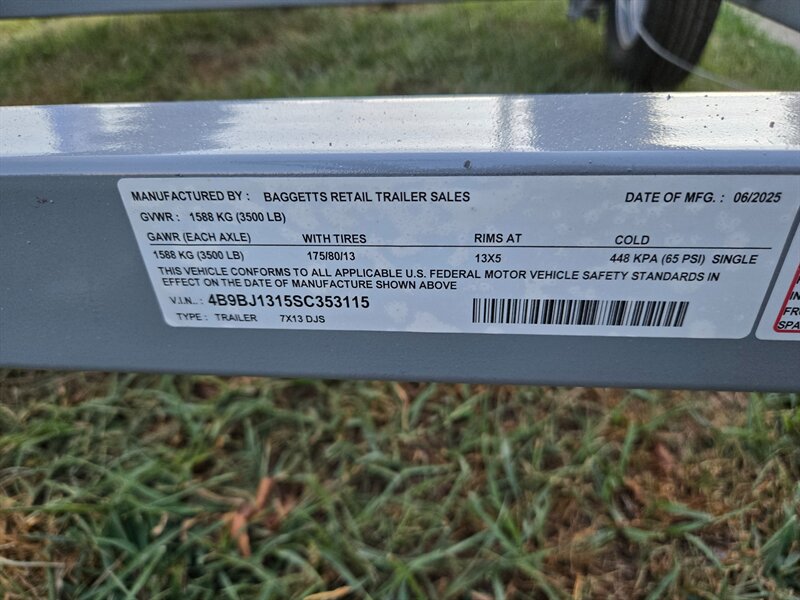 MANUFACTURED BY : BAGGETTS RETAIL TRAILER SALES DATE OF MFG. : 06/2025
GVWR : 1588 KG (3500 LB)
GAWR (EACH AXLE) WITH TIRES RIMS AT COLD
1588 KG (3500 LB) 175/80/13 13X5 448 KPA (65 PSI) SINGLE
THIS VEHICLE CONFORMS TO ALL APPLICABLE U.S. FEDERAL MOTOR VEHICLE SAFETY STANDARDS IN
EFFECT ON THE DATE OF MANUFACTURE SHOWN ABOVE
V.I.N.. : 4B9BJ1315SC353115
TYPE : TRAILER 7X13 DJS
SPA